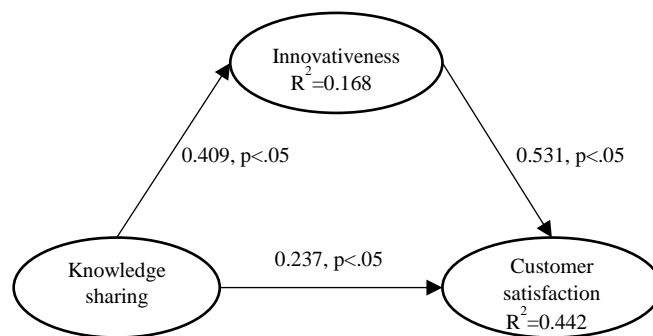 Innovativeness
R²=0.168
0.409, p<.05
0.531, p<.05
Knowledge
sharing
0.237, p<.05
Customer
satisfaction
R²=0.442